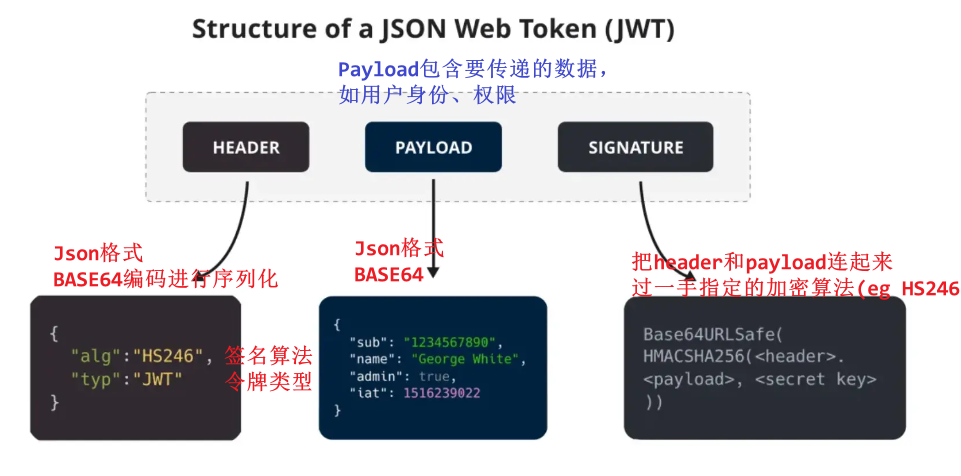 Structure of a JSON Web Token (JWT)
Payload包含要传递的数据，
如用户身份、权限
HEADER
PAYLOAD
SIGNATURE
Json格式
BASE64编码进行序列化
Json格式
BASE64
把header和payload连起来
过一手指定的加密算法(eg HS246
{
"alg":"HS246",
签名算法
"typ":"JWT"
令牌类型
}
{
"sub": "1234567890",
"name": "George White",
"admin": true,
"iat": 1516239022
}
Base64URLSafe(
HMACSHA256(<header>.
<payload>, <secret key>
))